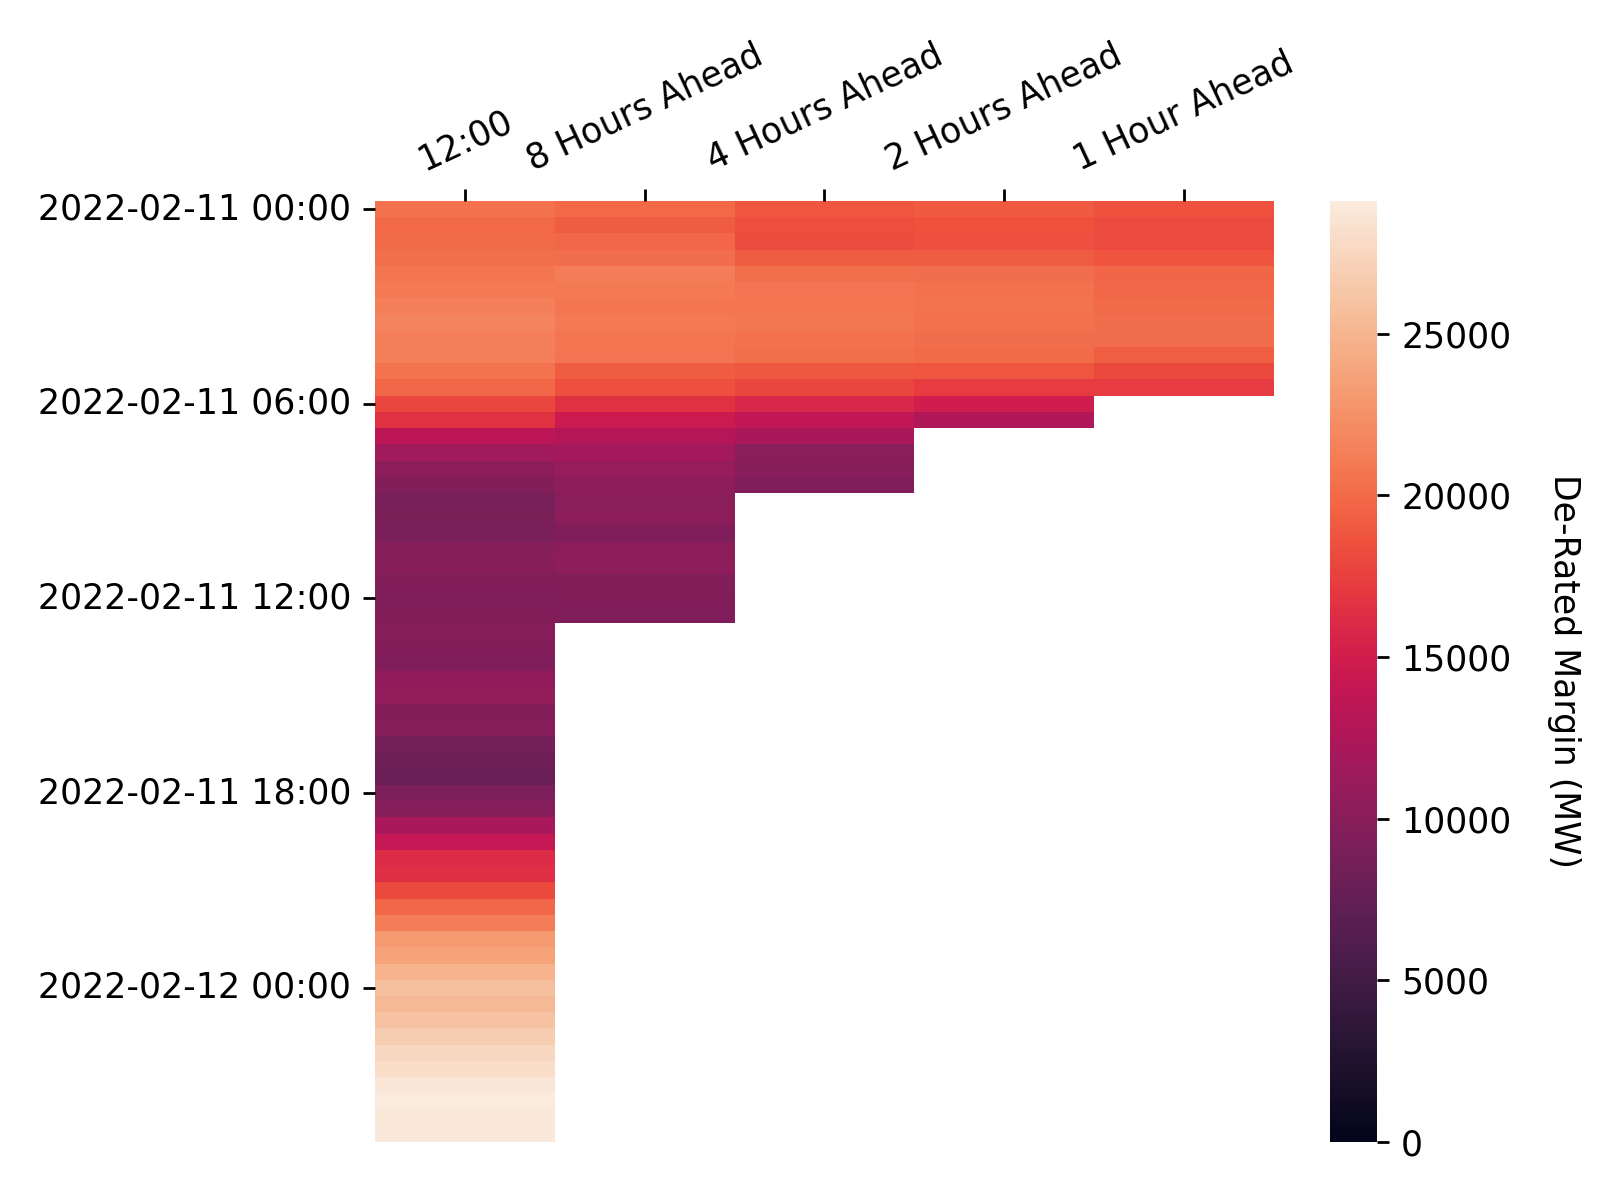 12:00
8 Hours Ahead
4 Hours Ahead
2 Hours Ahead
1 Hour Ahead
2022-02-11 00:00
2022-02-11 06:00
2022-02-11 12:00
2022-02-11 18:00
2022-02-12 00:00
25000
20000
15000
10000
5000
0
De-Rated Margin (MW)